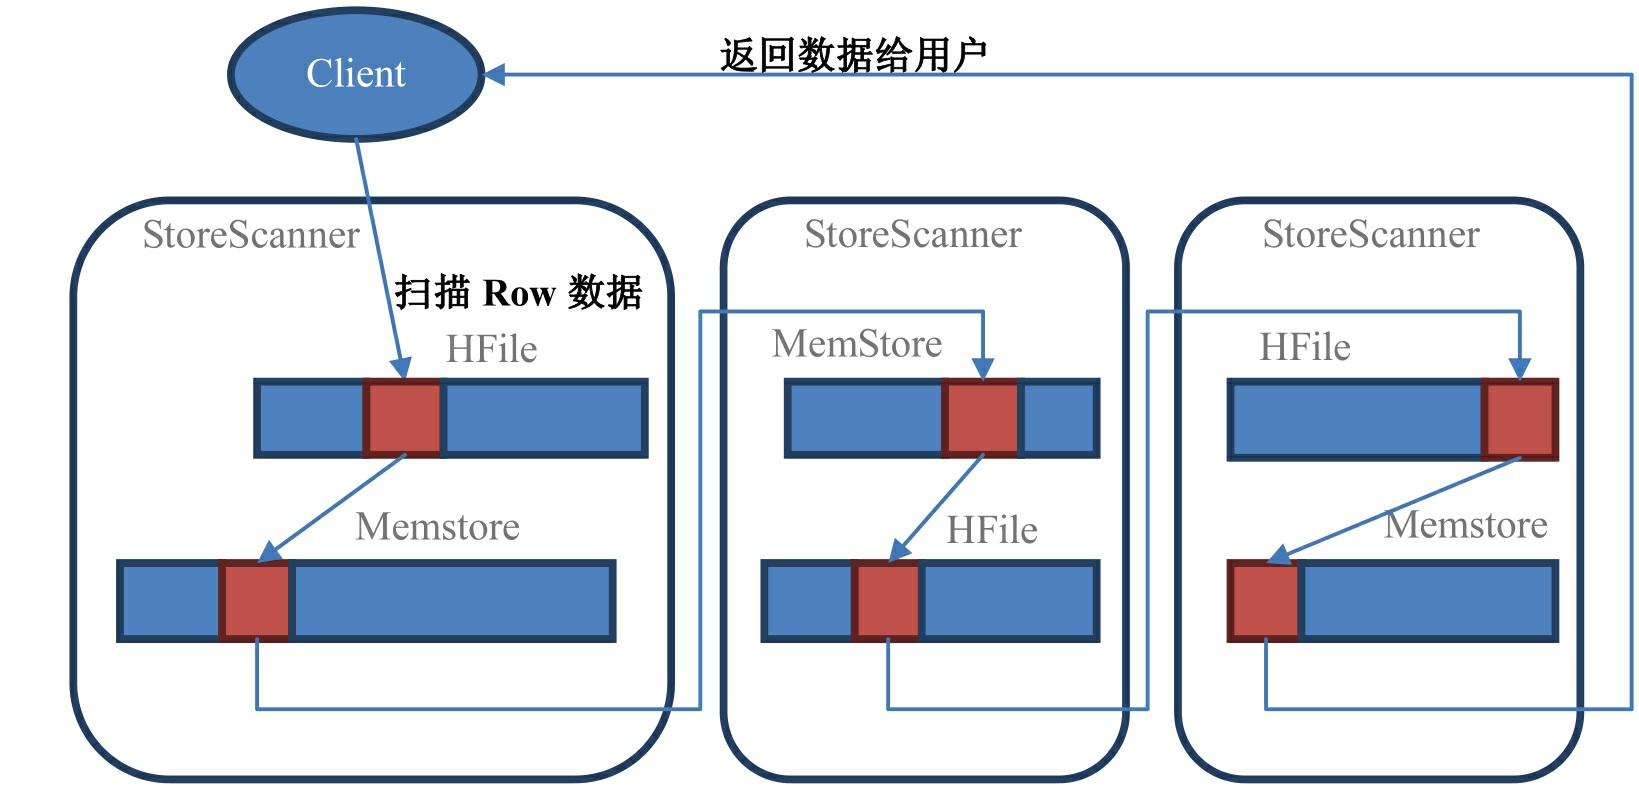 返回数据给用户
Client
StoreScanner
StoreScanner
StoreScanner
扫描 Row 数据
HFile
MemStore
HFile
Memstore
HFile
Memstore